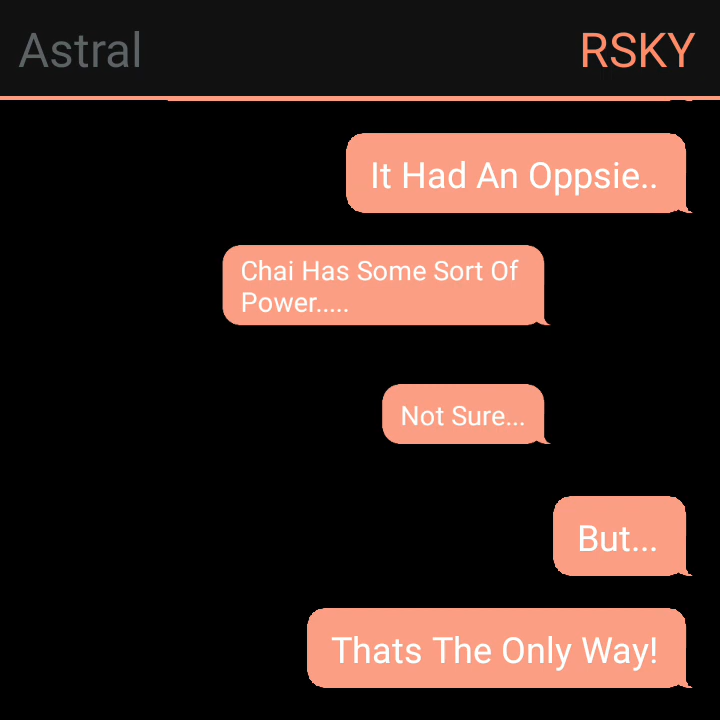 Astral
RSKY
It Had An Oppsie..
Chai Has Some Sort Of
Power.....
Not Sure...
But...
Thats The Only Way!